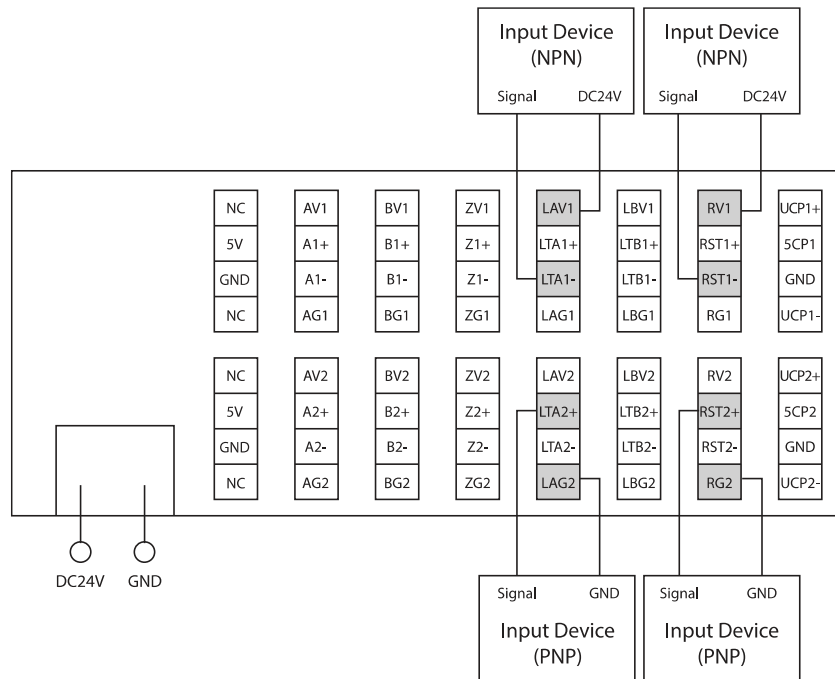 Input Device Input Device
(NPN) (NPN)
Signal DC24V Signal DC24V
NC AV1 BV1 ZV1 LAV1 LBV1 RV1 UCP1+
5V A1+ B1+ Z1+ LTA1+ LTB1+ RST1+ 5CP1
GND A1- B1- Z1- LTA1- LTB1- RST1- GND
NC AG1 BG1 ZG1 LAG1 LBG1 RG1 UCP1-
NC AV2 BV2 ZV2 LAV2 LBV2 RV2 UCP2+
5V A2+ B2+ Z2+ LTA2+ LTB2+ RST2+ 5CP2
GND A2- B2- Z2- LTA2- LTB2- RST2- GND
NC AG2 BG2 ZG2 LAG2 LBG2 RG2 UCP2-
DC24V GND
Signal GND Signal GND
Input Device Input Device
(PNP) (PNP)